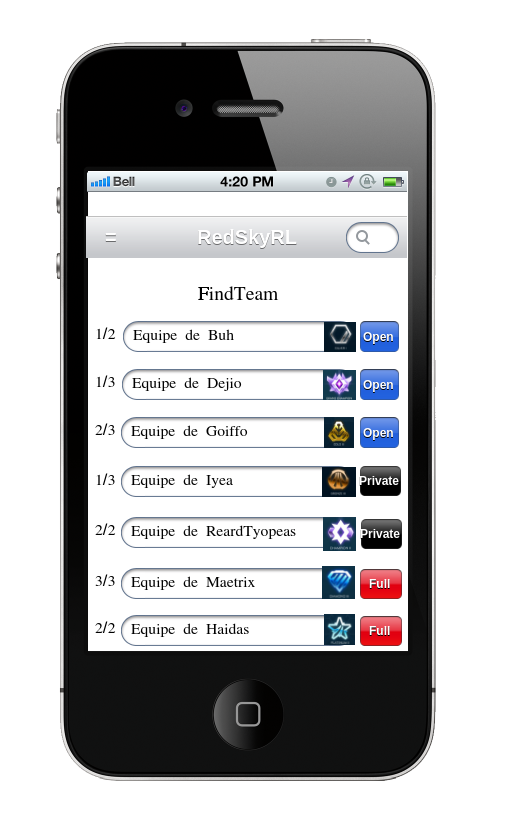 Bell 4:20 PM
= RedSkyRL
FindTeam
1/2 Equipe de Buh Open
1/3 Equipe de Dejio Open
2/3 Equipe de Goiffo Open
1/3 Equipe de Iyea Private
2/2 Equipe de ReardTyopeas Private
3/3 Equipe de Maetrix Full
2/2 Equipe de Haidas Full